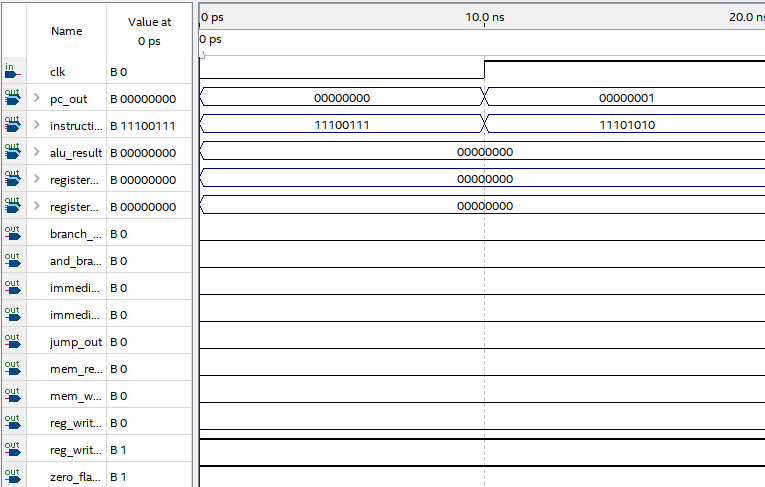 Name Value at 0 ps
0 ps 10.0 ns 20.0 ns
0 ps
in clk B 0
out pc_out B 00000000 00000000 00000001
out instructi... B 11100111 11100111 11101010
out alu_result B 00000000 00000000
out register... B 00000000 00000000
out register... B 00000000 00000000
out branch_... B 0
out and_bra... B 0
out immedi... B 0
out immedi... B 0
out jump_out B 0
out mem_re... B 0
out mem_w... B 0
out reg_writ... B 0
out reg_writ... B 1
out zero_fla... B 1